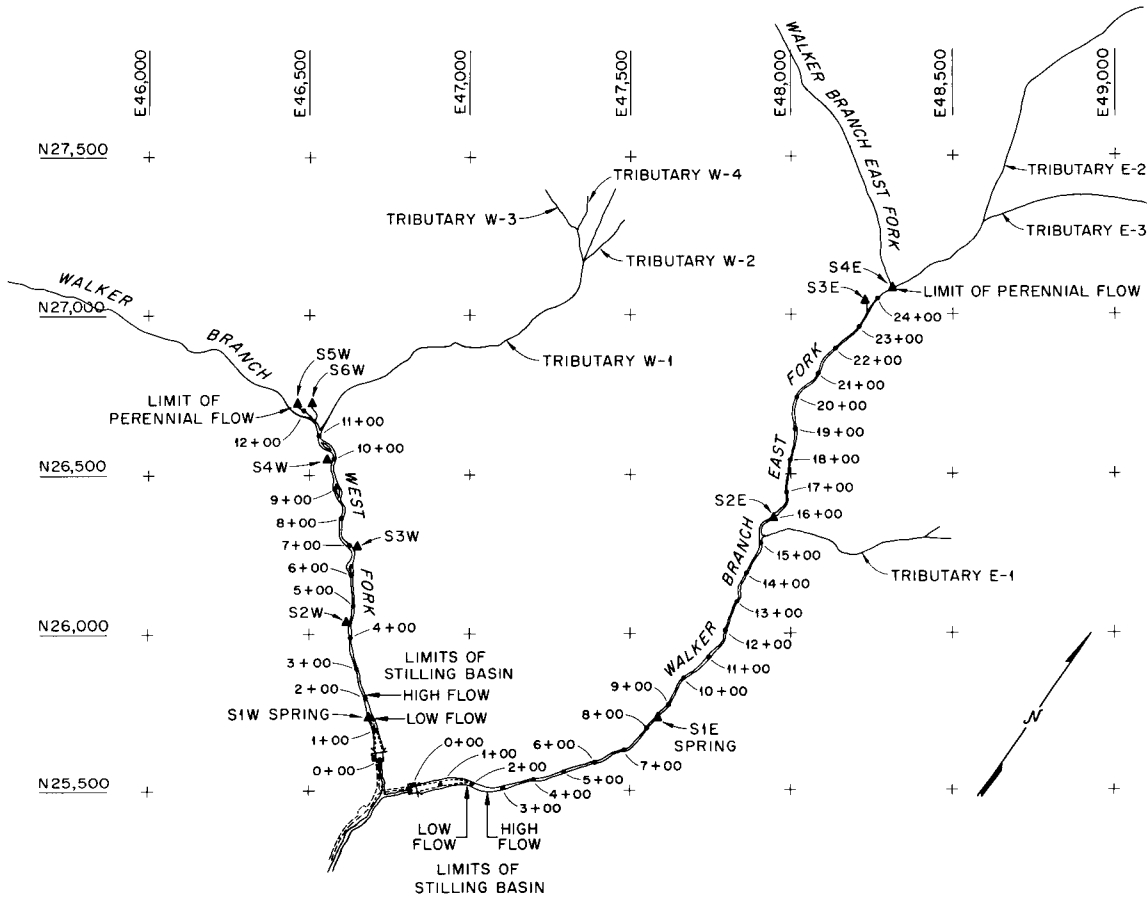 E46,000
E46,500
E47,000
E47,500
E48,000
E48,500
E49,000
N27,500
N27,000
N26,500
N26,000
N25,500
WALKER BRANCH EAST FORK
TRIBUTARY E-2
TRIBUTARY E-3
TRIBUTARY W-4
TRIBUTARY W-3
TRIBUTARY W-2
TRIBUTARY W-1
S4E
S3E
LIMIT OF PERENNIAL FLOW
24+00
23+00
22+00
21+00
20+00
19+00
18+00
17+00
S2E
16+00
15+00
TRIBUTARY E-1
14+00
13+00
12+00
11+00
10+00
9+00
8+00
S1E
SPRING
7+00
6+00
5+00
4+00
3+00
2+00
1+00
0+00
WALKER BRANCH EAST FORK
WALKER BRANCH
S5W
S6W
LIMIT OF
PERENNIAL FLOW
12+00
11+00
10+00
S4W
9+00
8+00
7+00
S3W
6+00
5+00
S2W
4+00
3+00
2+00
S1W SPRING
1+00
0+00
WEST FORK
LIMITS OF
STILLING BASIN
HIGH FLOW
LOW FLOW
LOW
FLOW
HIGH
FLOW
LIMITS OF
STILLING BASIN
N